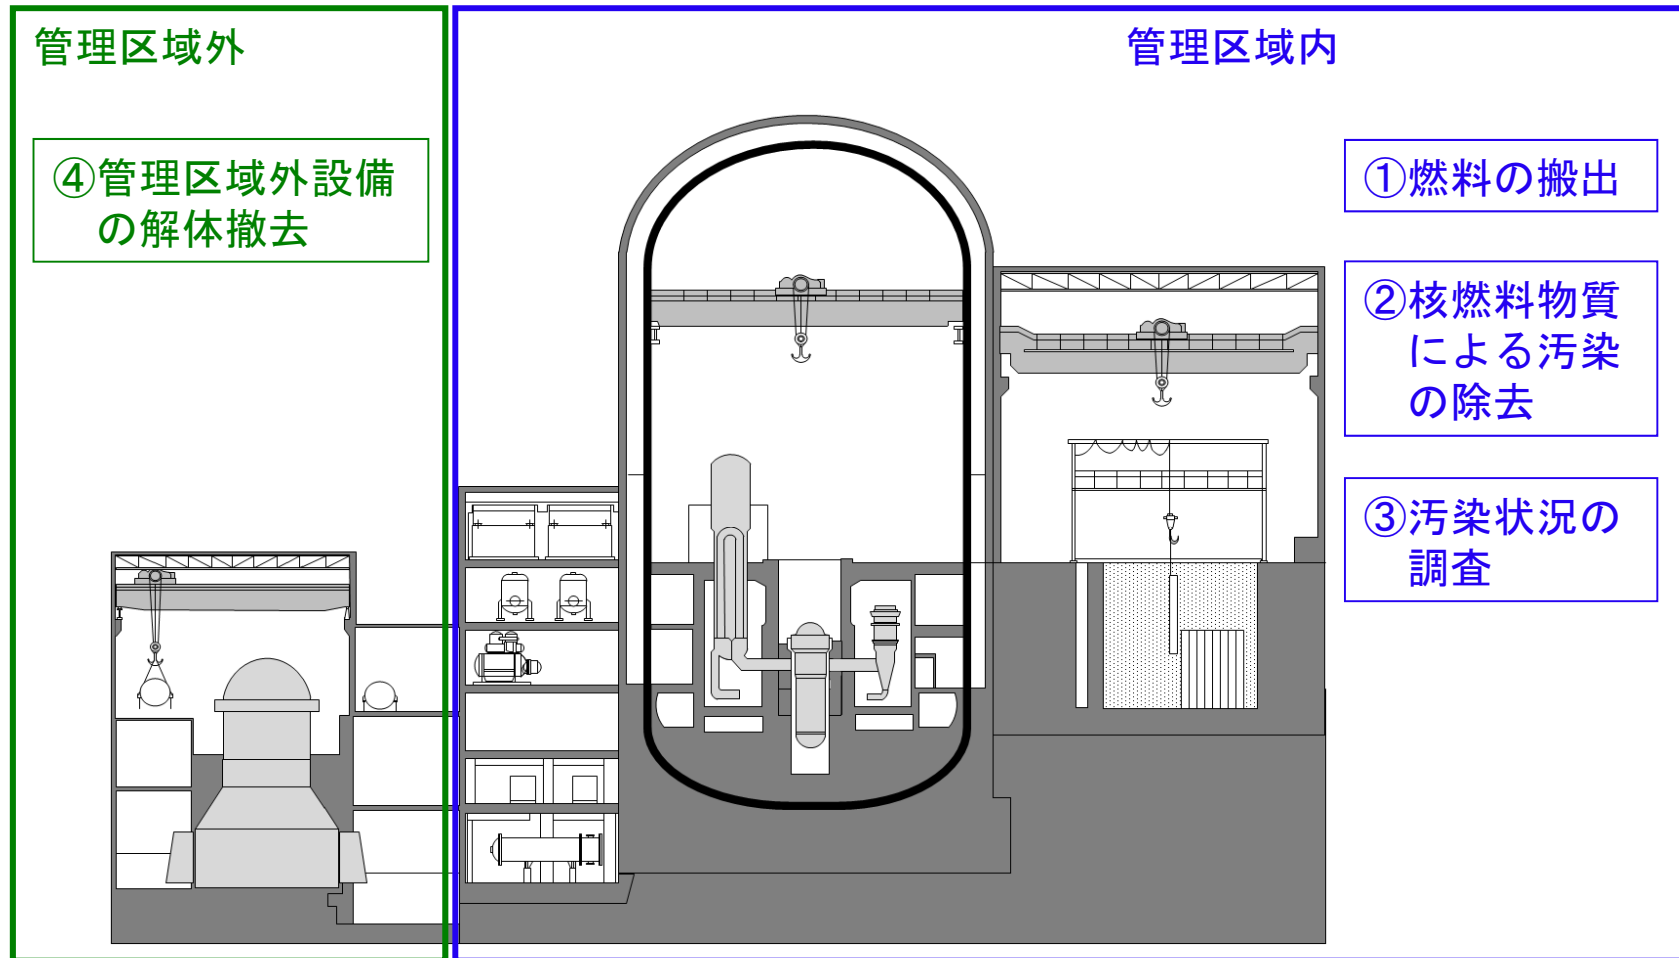 管理区域外
④管理区域外設備
の解体撤去
管理区域内
①燃料の搬出
②核燃料物質
による汚染
の除去
③汚染状況の
調査